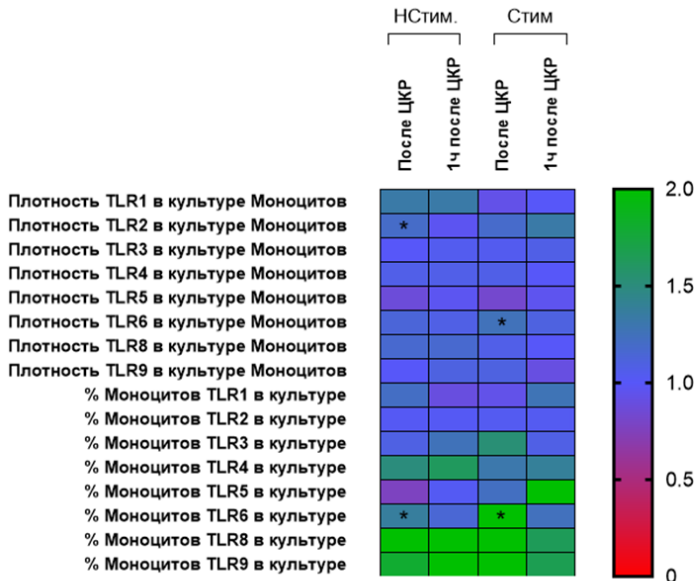 НСтим. Стим
После ЦКР 1ч после ЦКР После ЦКР 1ч после ЦКР
Плотность TLR1 в культуре Моноцитов
Плотность TLR2 в культуре Моноцитов
Плотность TLR3 в культуре Моноцитов
Плотность TLR4 в культуре Моноцитов
Плотность TLR5 в культуре Моноцитов
Плотность TLR6 в культуре Моноцитов
Плотность TLR8 в культуре Моноцитов
Плотность TLR9 в культуре Моноцитов
% Моноцитов TLR1 в культуре
% Моноцитов TLR2 в культуре
% Моноцитов TLR3 в культуре
% Моноцитов TLR4 в культуре
% Моноцитов TLR5 в культуре
% Моноцитов TLR6 в культуре
% Моноцитов TLR8 в культуре
% Моноцитов TLR9 в культуре
*
*
* *
2.0
1.5
1.0
0.5
0